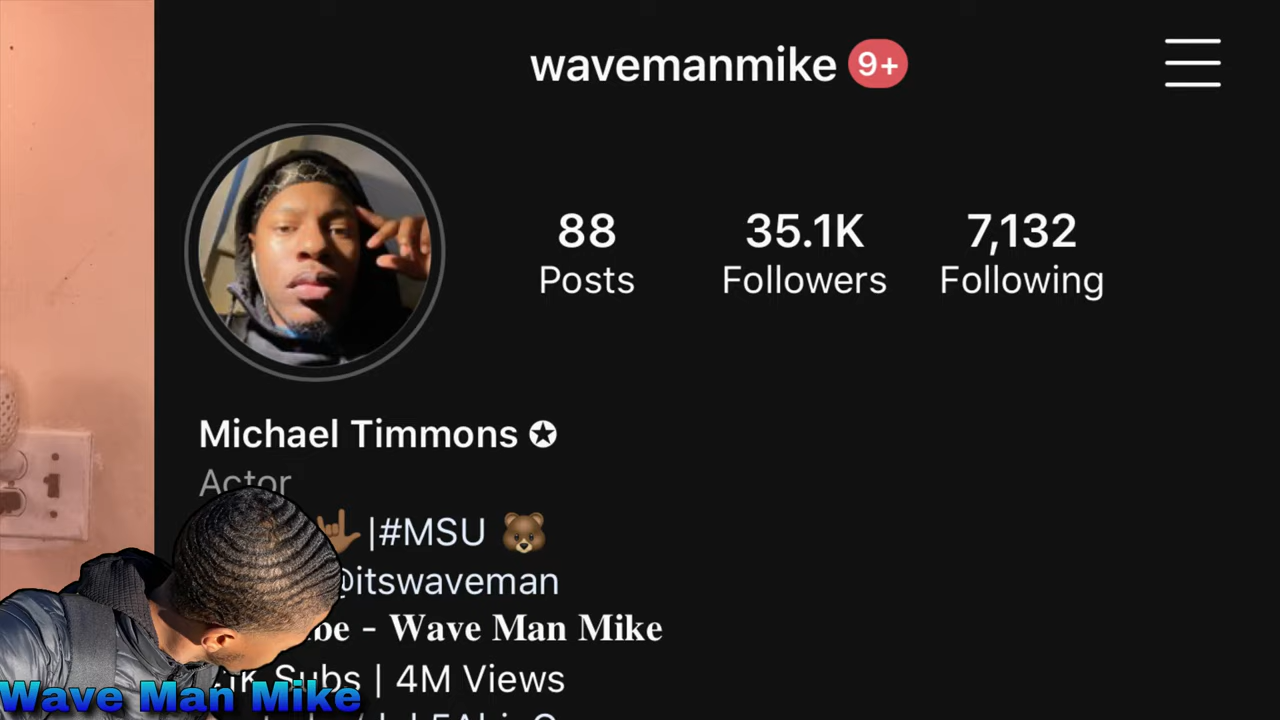 wavemanmike 9+
88 35.1K 7,132
Posts Followers Following
Michael Timmons
Actor
|#MSU
@itswaveman
- Wave Man Mike
Subs | 4M Views
Wave Man Mike